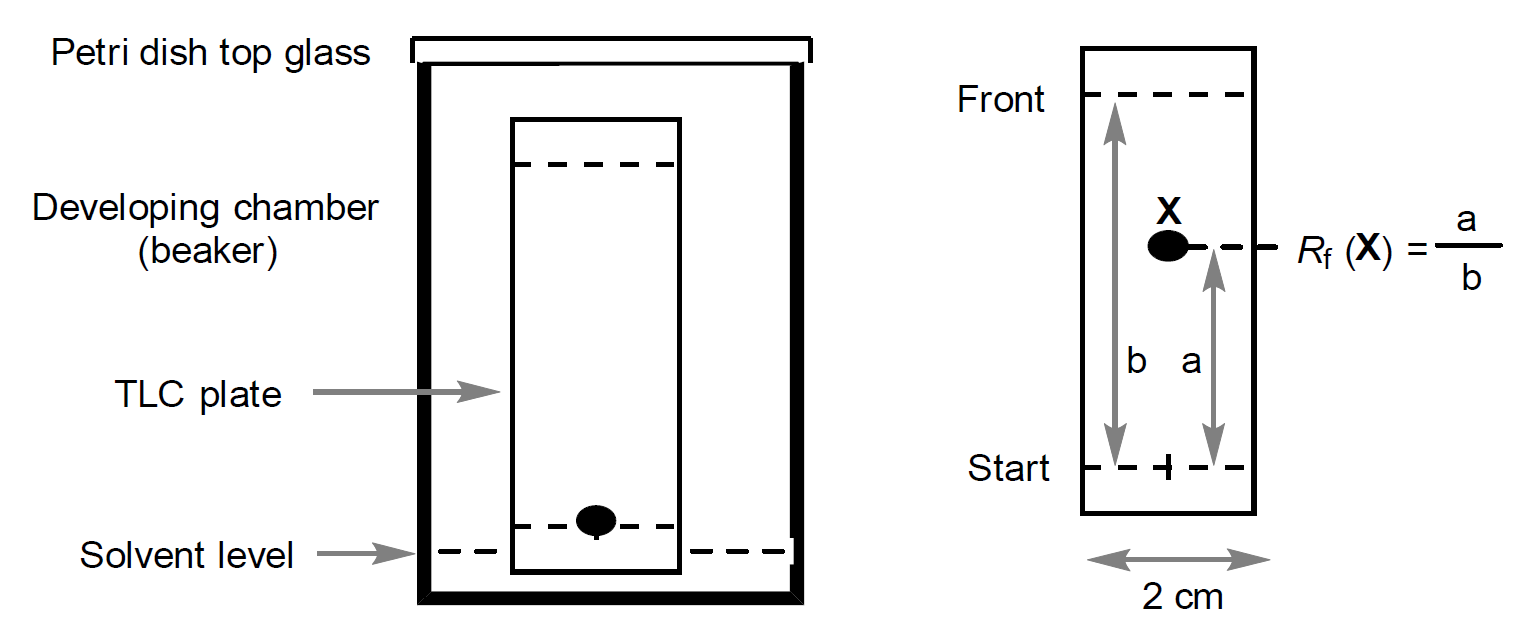 Petri dish top glass
Developing chamber
(beaker)
TLC plate
Solvent level
Front
X
Rf (X) = a
b
b
a
Start
2 cm